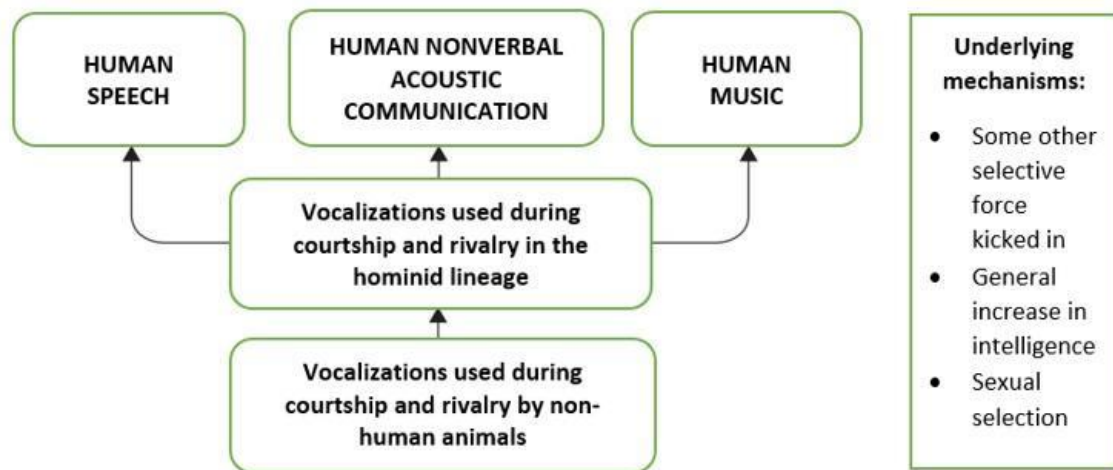 HUMAN
SPEECH
HUMAN NONVERBAL
ACOUSTIC
COMMUNICATION
HUMAN
MUSIC
Vocalizations used during
courtship and rivalry in the
hominid lineage
Vocalizations used during
courtship and rivalry by non-
human animals
Underlying
mechanisms:
• Some other
selective
force
kicked in
• General
increase in
intelligence
• Sexual
selection